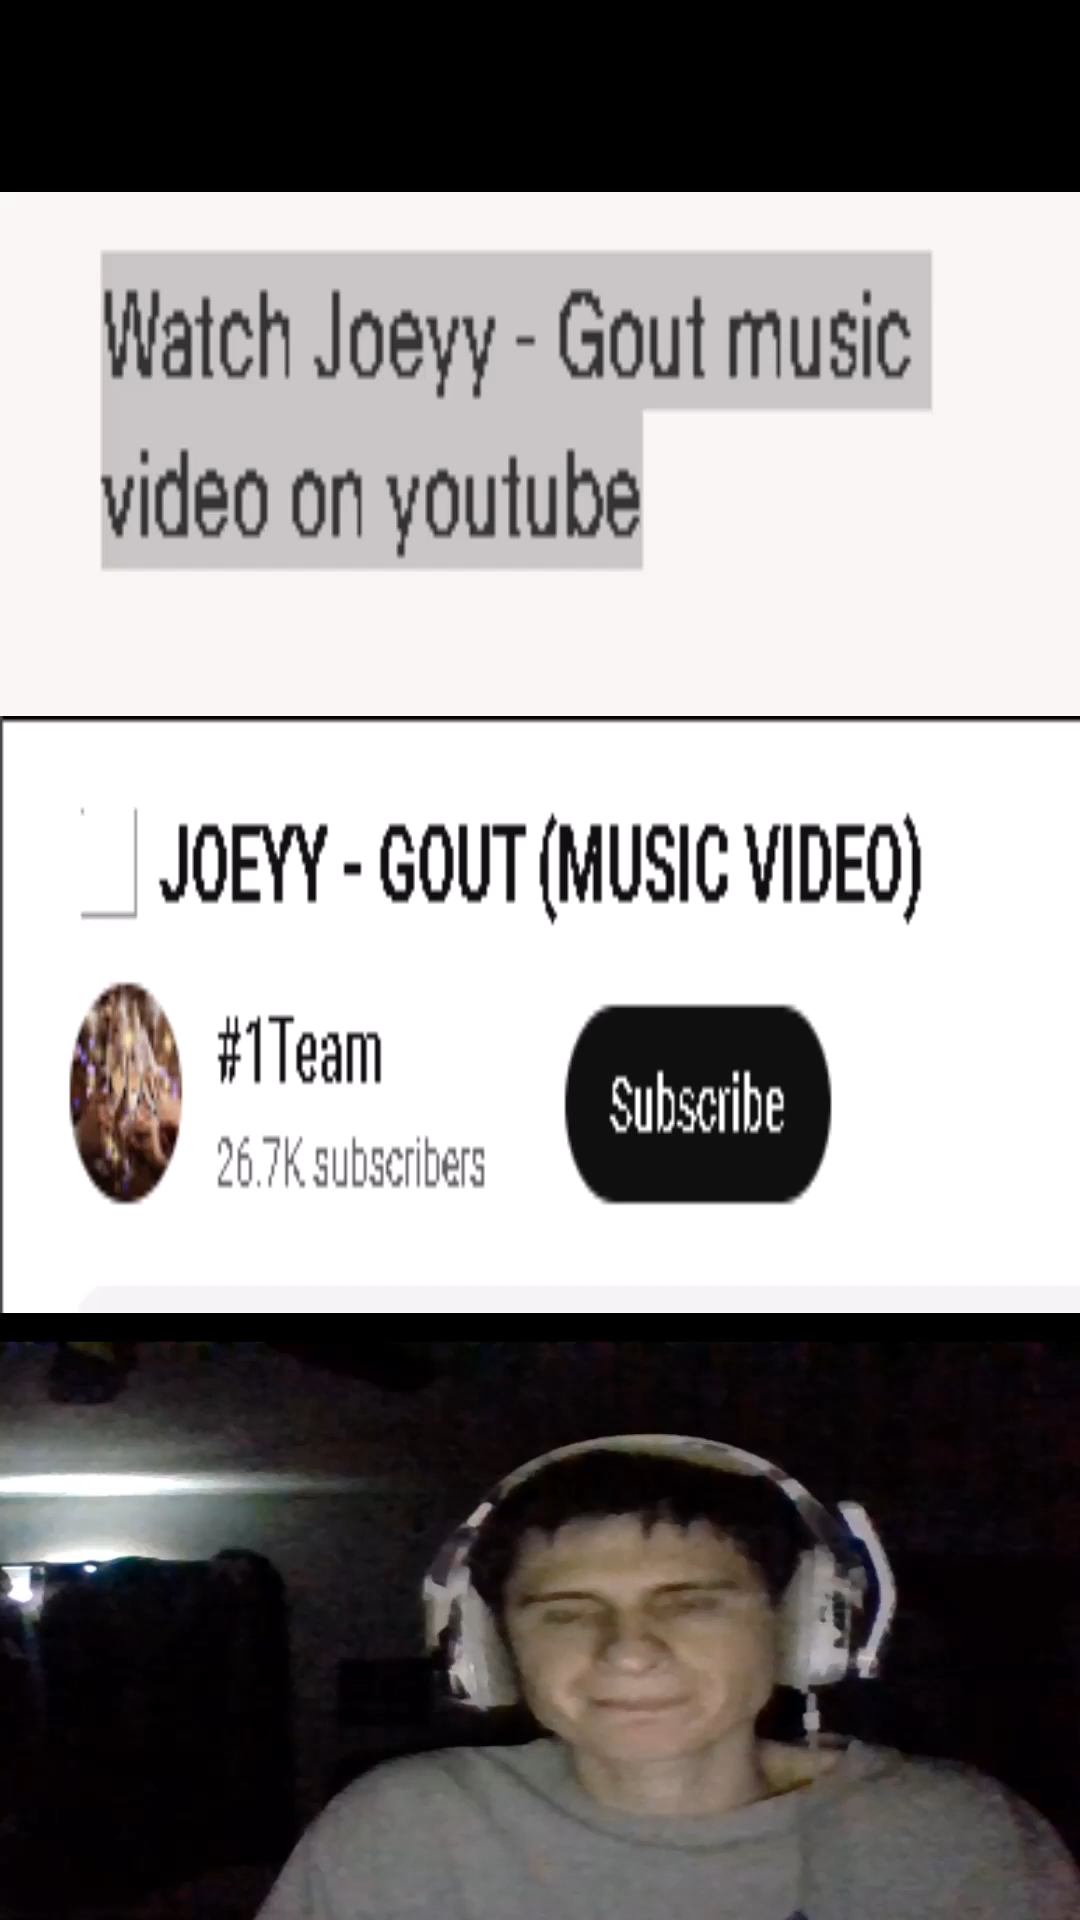 Watch Joeyy - Gout music
video on youtube
JOEYY - GOUT (MUSIC VIDEO)
#1Team
26.7K subscribers
Subscribe